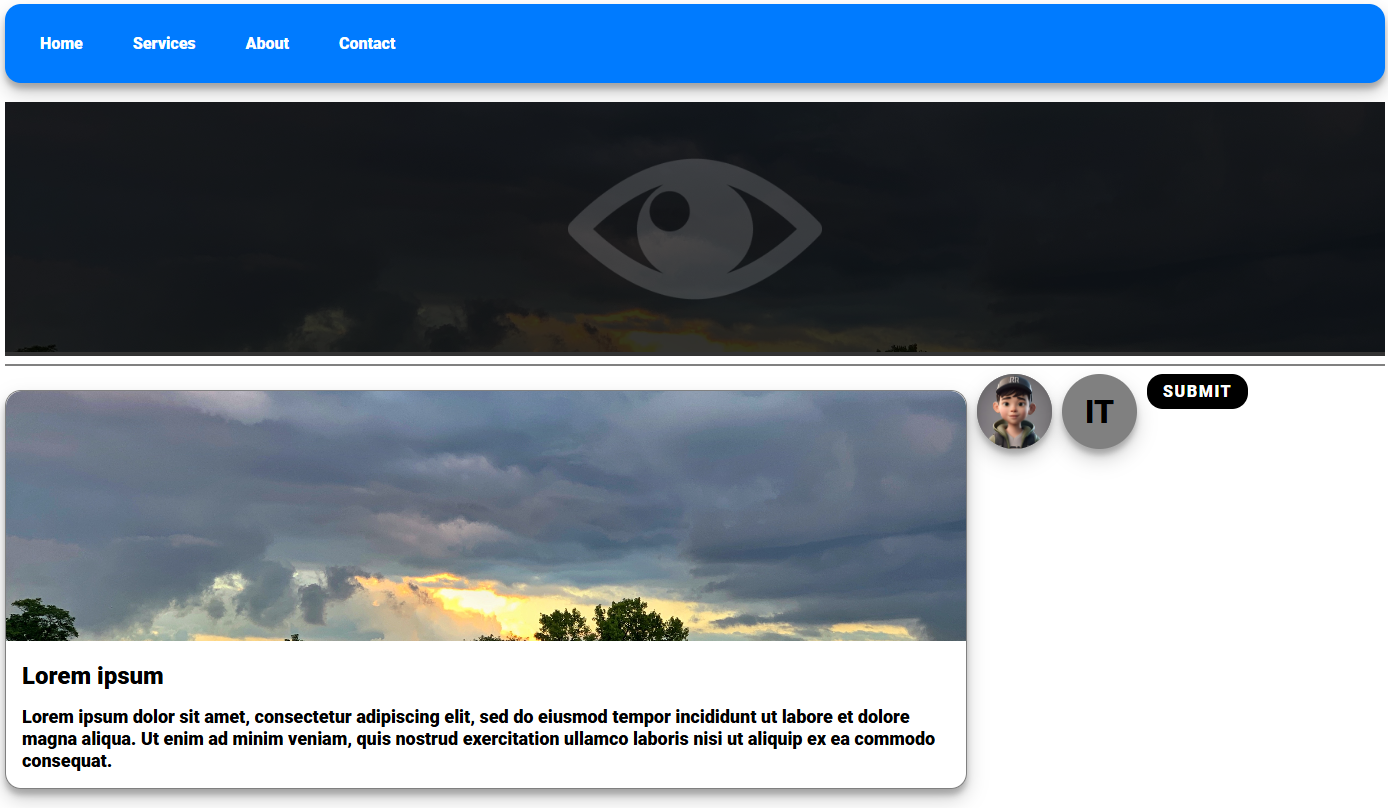 Home
Services
About
Contact
IT
SUBMIT
Lorem ipsum
Lorem ipsum dolor sit amet, consectetur adipiscing elit, sed do eiusmod tempor incididunt ut labore et dolore
magna aliqua. Ut enim ad minim veniam, quis nostrud exercitation ullamco laboris nisi ut aliquip ex ea commodo
consequat.